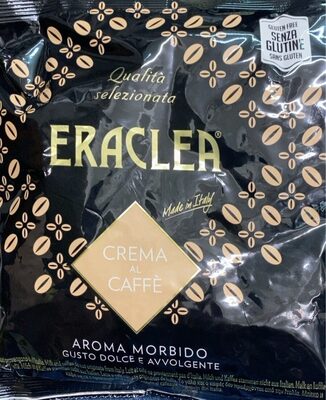 GLUTEN FREE
SENZA
GLUTINE
SANS GLUTEN
Qualità
selezionata
ERACLEA®
Made in Italy
CREMA
AL
CAFFÈ
AROMA MORBIDO
GUSTO DOLCE E AVVOLGENTE